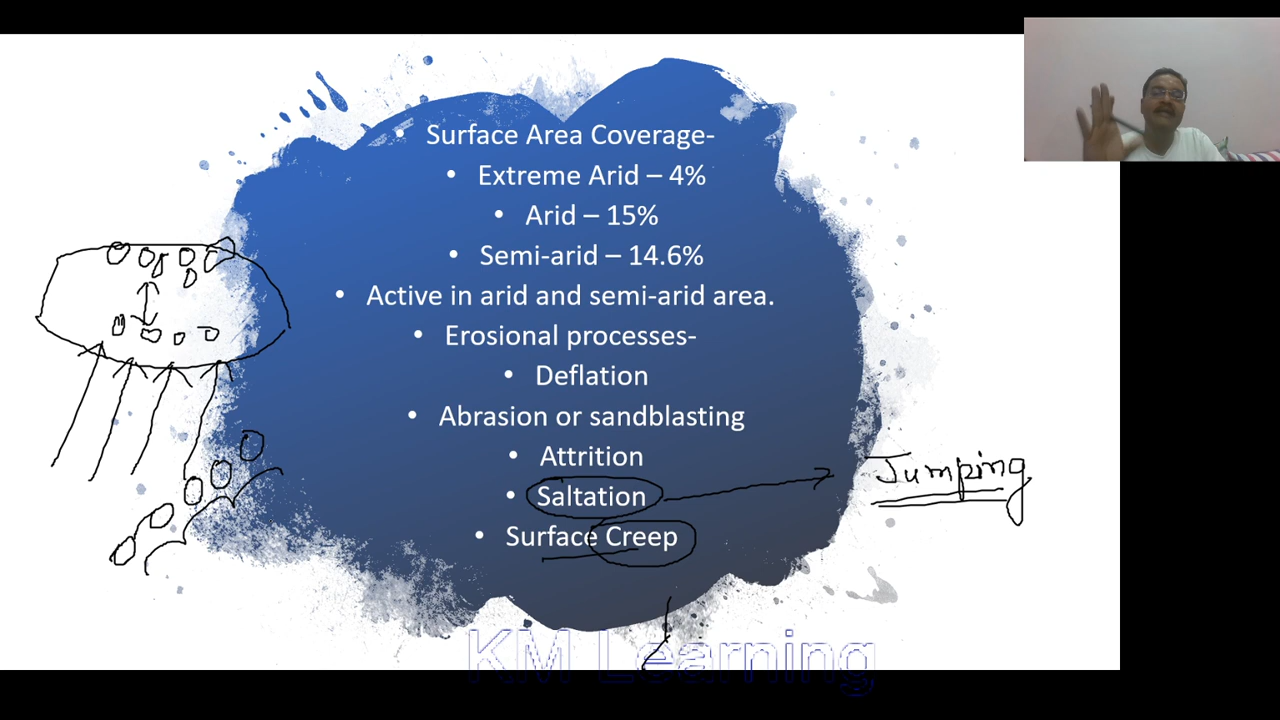 • Surface Area Coverage-
• Extreme Arid – 4%
• Arid – 15%
• Semi-arid – 14.6%
• Active in arid and semi-arid area.
• Erosional processes-
• Deflation
• Abrasion or sandblasting
• Attrition
• Saltation
Jumping
• Surface Creep
KM Learning